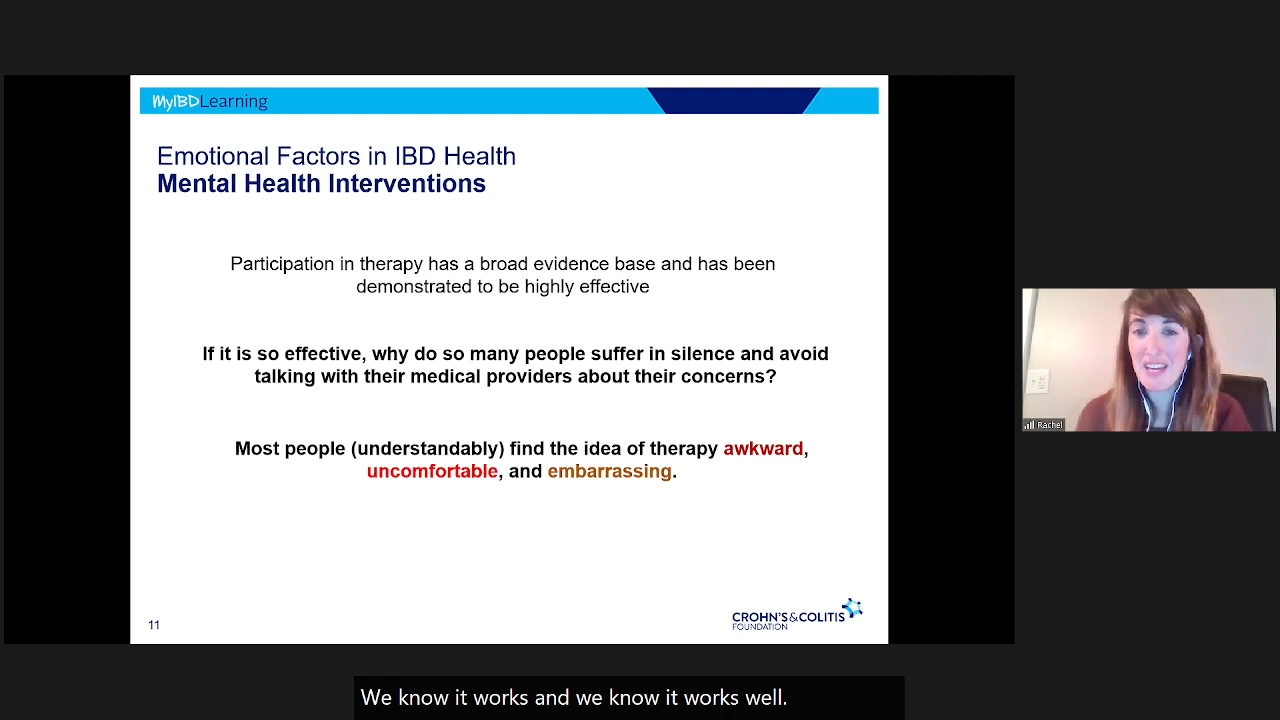 MyIBDLearning
Emotional Factors in IBD Health
Mental Health Interventions
Participation in therapy has a broad evidence base and has been
demonstrated to be highly effective
If it is so effective, why do so many people suffer in silence and avoid
talking with their medical providers about their concerns?
Most people (understandably) find the idea of therapy awkward,
uncomfortable, and embarrassing.
11
CROHN'S&COLITIS
FOUNDATION
Rachel
We know it works and we know it works well.